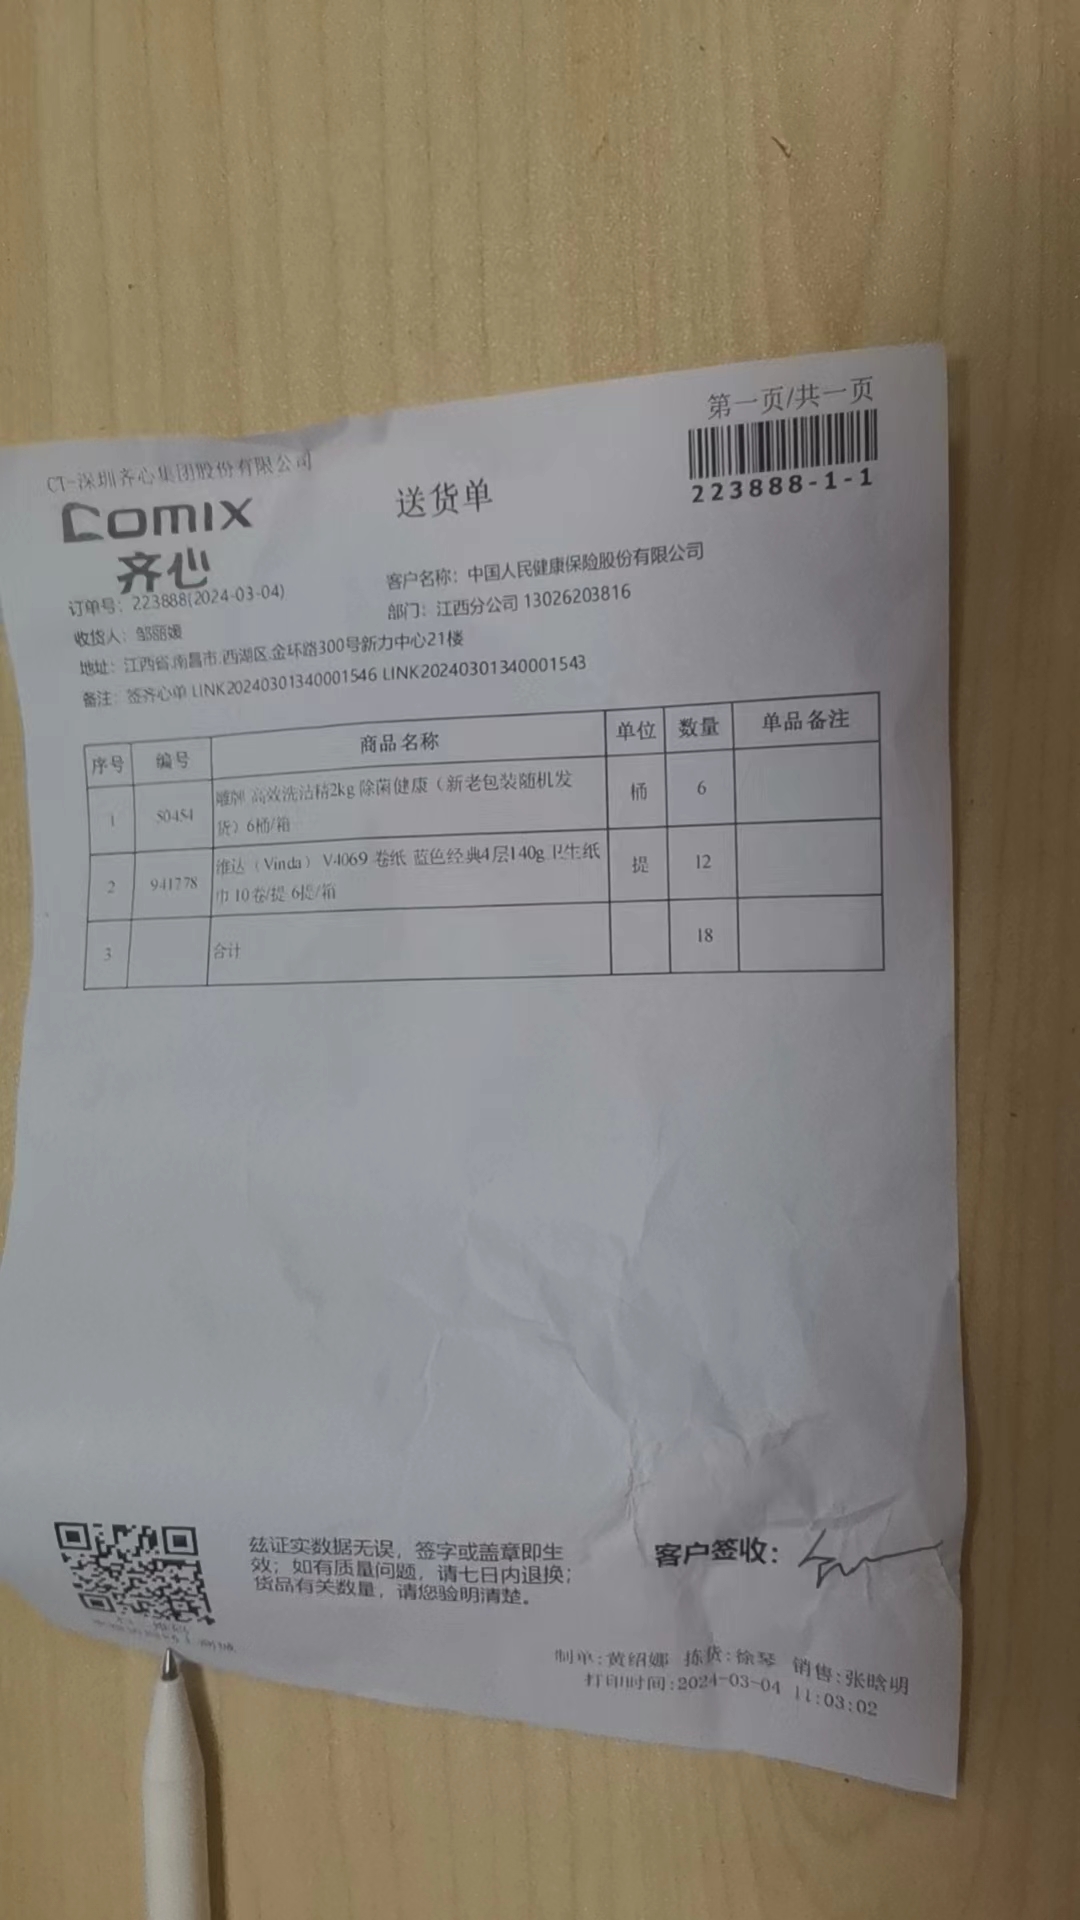 第一页/共一页
CT-深圳齐心集团股份有限公司
comix
齐心
送货单
223888-1-1
订单号：223888(2024-03-04)
客户名称：中国人民健康保险股份有限公司
收货人：邹丽媛
部门：江西分公司 13026203816
地址：江西省.南昌市.西湖区.金环路300号新力中心21楼
备注：签齐心单 LINK20240301340001546 LINK20240301340001543
序号 编号 商品名称 单位 数量 单品备注
1 50454 雕牌 高效洗洁精2kg 除菌健康（新老包装随机发
货）6桶/箱 桶 6
2 941778 维达（Vinda） V4069 卷纸 蓝色经典4层140g卫生纸
巾 10卷/提 6提/箱 提 12
3 合计 18
兹证实数据无误，签字或盖章即生
效；如有质量问题，请七日内退换；
货品有关数量，请您验明清楚。
客户签收：
制单:黄绍娜 拣货:徐琴 销售:张晗明
打印时间:2024-03-04 11:03:02